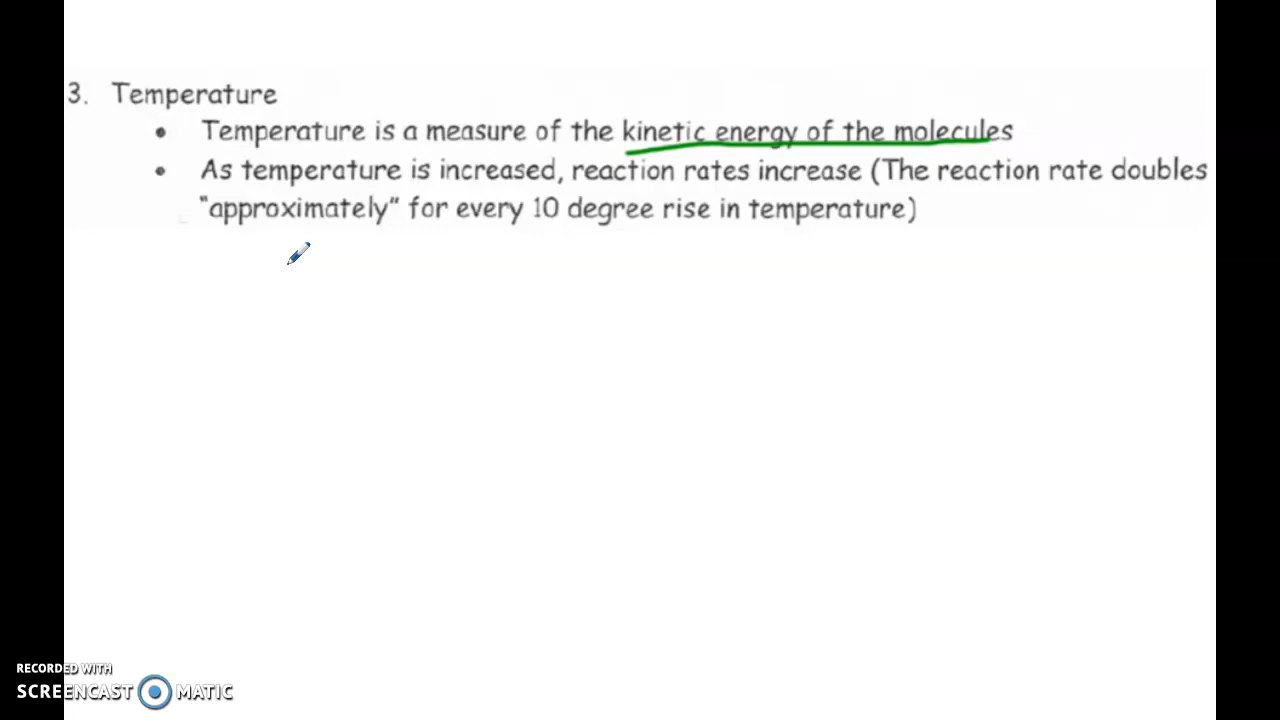 3. Temperature
• Temperature is a measure of the kinetic energy of the molecules
• As temperature is increased, reaction rates increase (The reaction rate doubles
"approximately" for every 10 degree rise in temperature)
RECORDED WITH
SCREENCAST MATIC